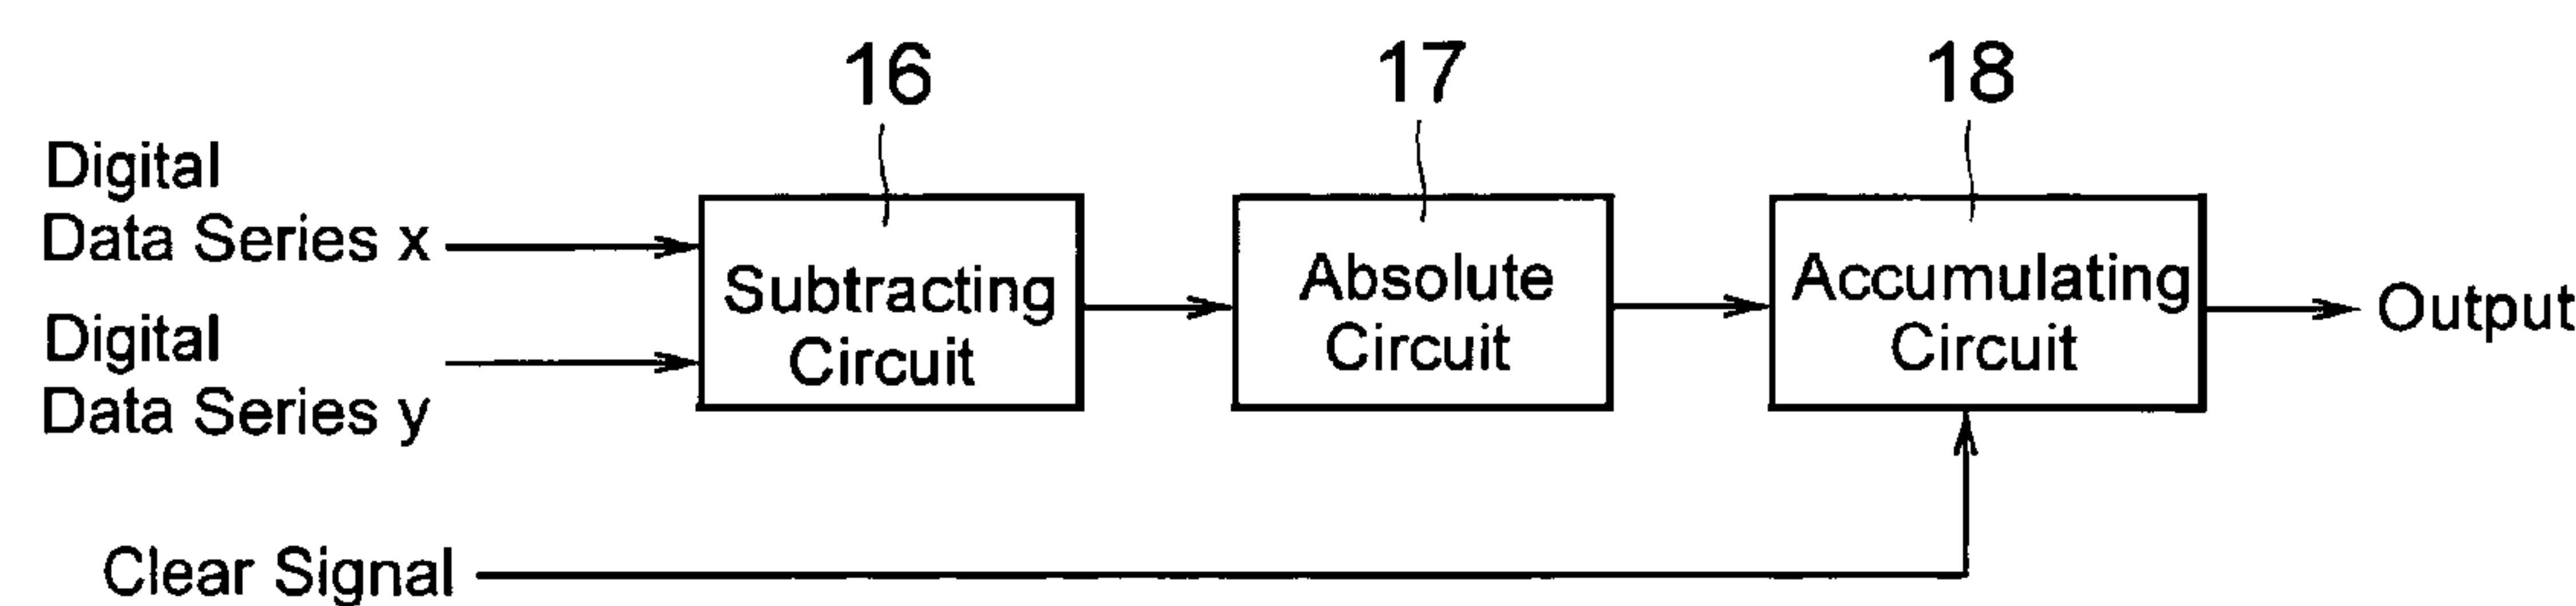 16
17
18
Digital
Data Series x
Digital
Data Series y
Subtracting
Circuit
Absolute
Circuit
Accumulating
Circuit
Output
Clear Signal